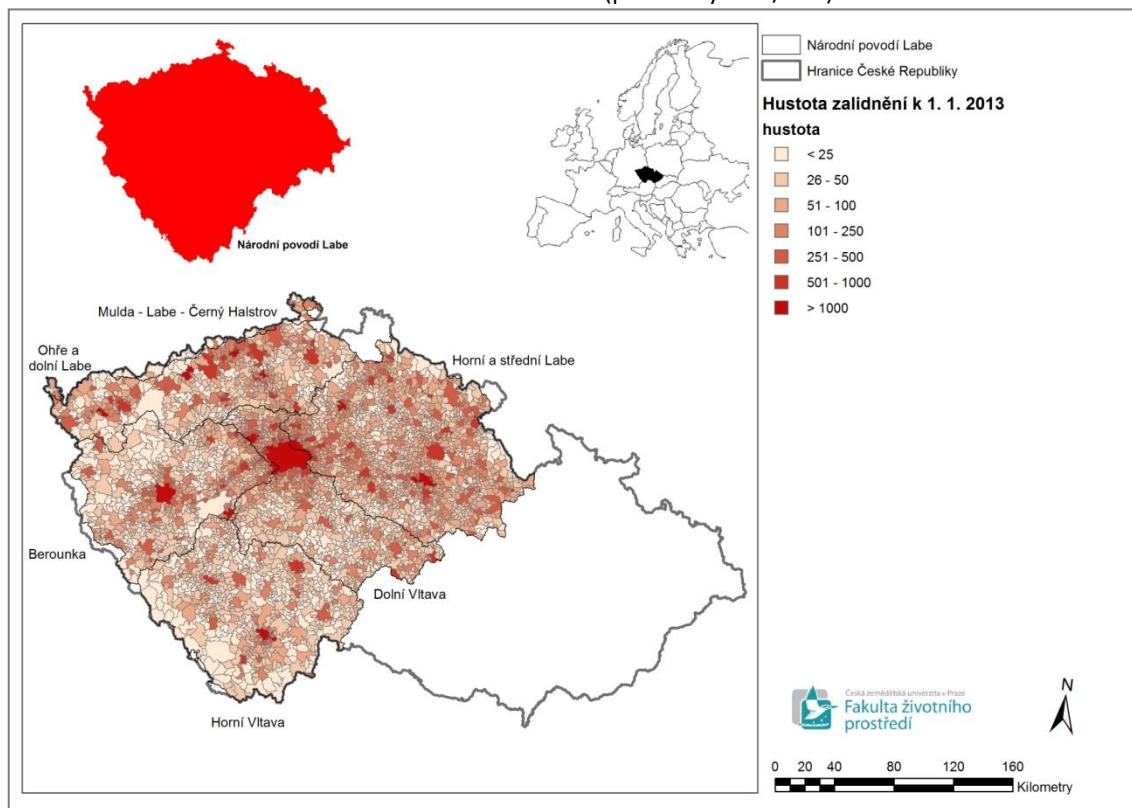 Národní povodí Labe
Mulda - Labe - Černý Halstrov
Ohře a
dolní Labe
Horní a střední Labe
Berounka
Dolní Vltava
Horní Vltava
Národní povodí Labe
Hranice České Republiky
Hustota zalidnění k 1. 1. 2013
hustota
< 25
26 - 50
51 - 100
101 - 250
251 - 500
501 - 1000
> 1000
Česká zemědělská univerzita v Praze
Fakulta životního
prostředí
N
0 20 40 80 120 160
Kilometry